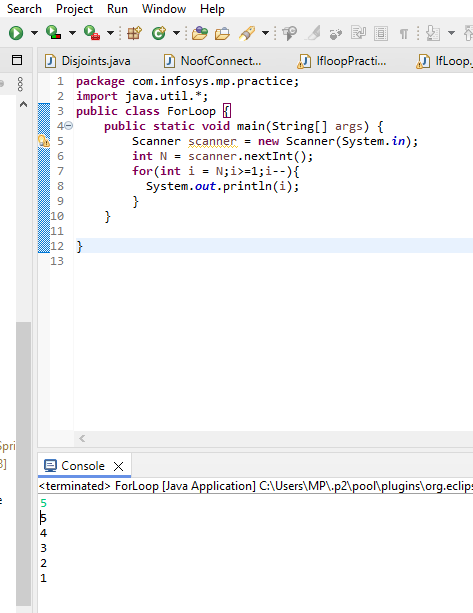 Search Project Run Window Help
Disjoints.java NoofConnect... IfloopPracti... IfLoop.
1 package com.infosys.mp.practice;
2 import java.util.*;
3 public class ForLoop {
4 public static void main(String[] args) {
5 Scanner scanner = new Scanner(System.in);
6 int N = scanner.nextInt();
7 for(int i = N;i>=1;i--){
8 System.out.println(i);
9 }
10 }
11
12 }
13
Spri
8]
e
Console
<terminated> ForLoop [Java Application] C:\Users\MP\.p2\pool\plugins\org.eclips
5
5
4
3
2
1